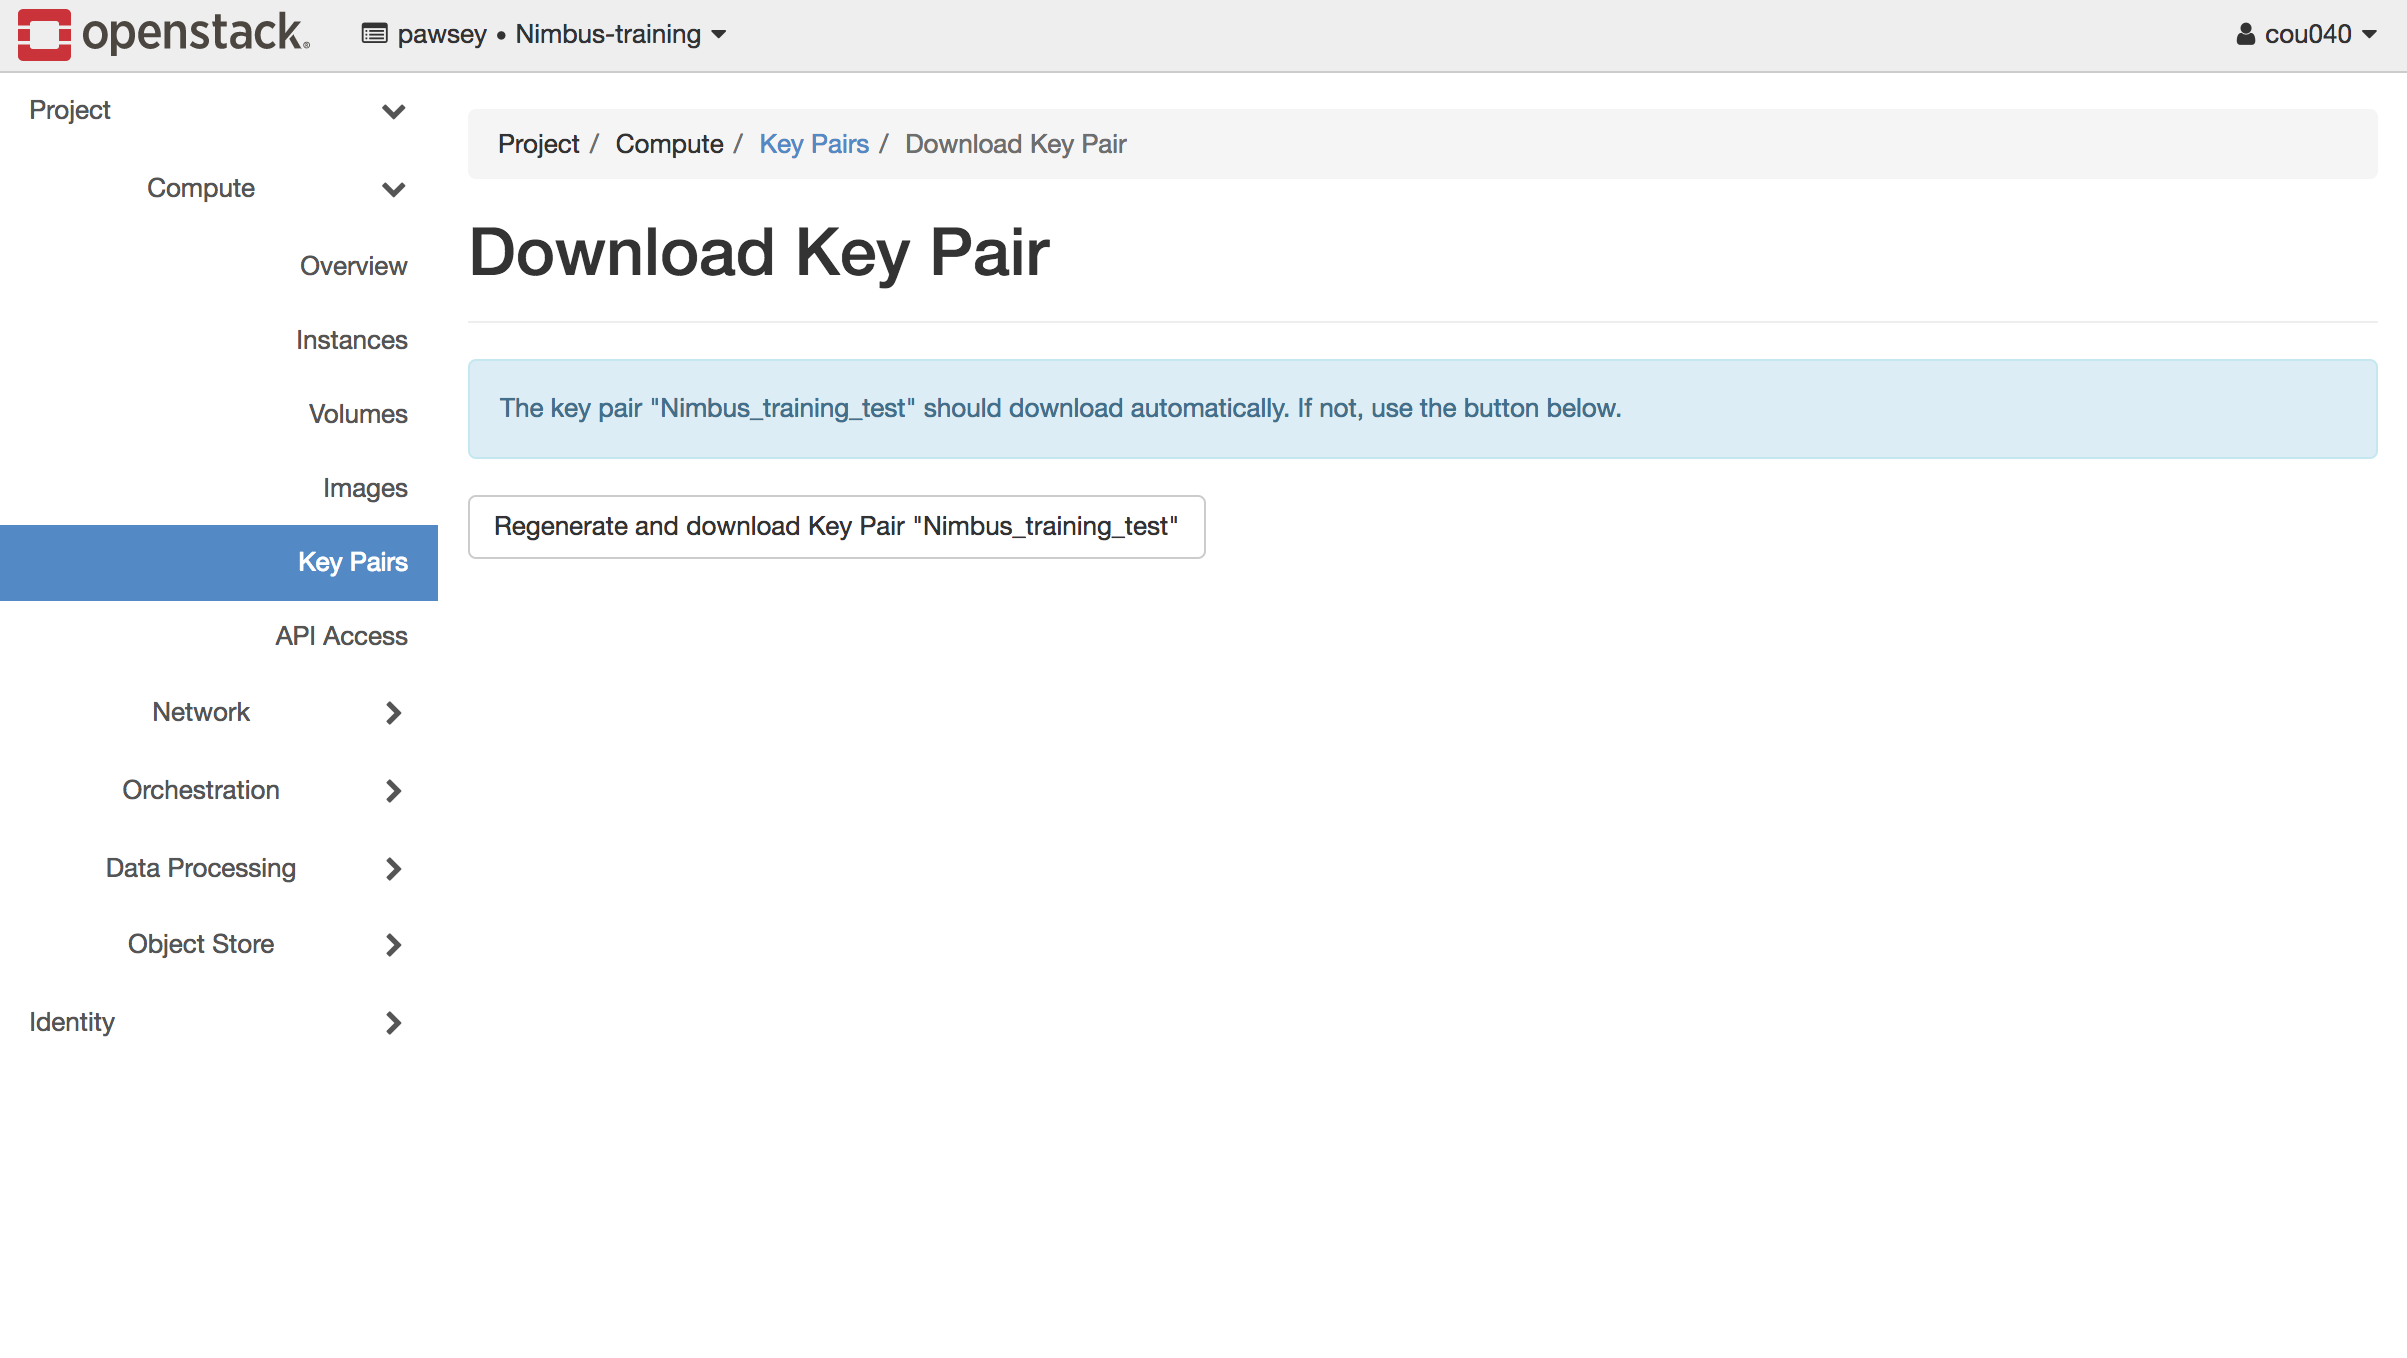 openstack.
pawsey • Nimbus-training
cou040
Project
Compute
Overview
Instances
Volumes
Images
Key Pairs
API Access
Network
Orchestration
Data Processing
Object Store
Identity
Project / Compute / Key Pairs / Download Key Pair
Download Key Pair
The key pair "Nimbus_training_test" should download automatically. If not, use the button below.
Regenerate and download Key Pair "Nimbus_training_test"